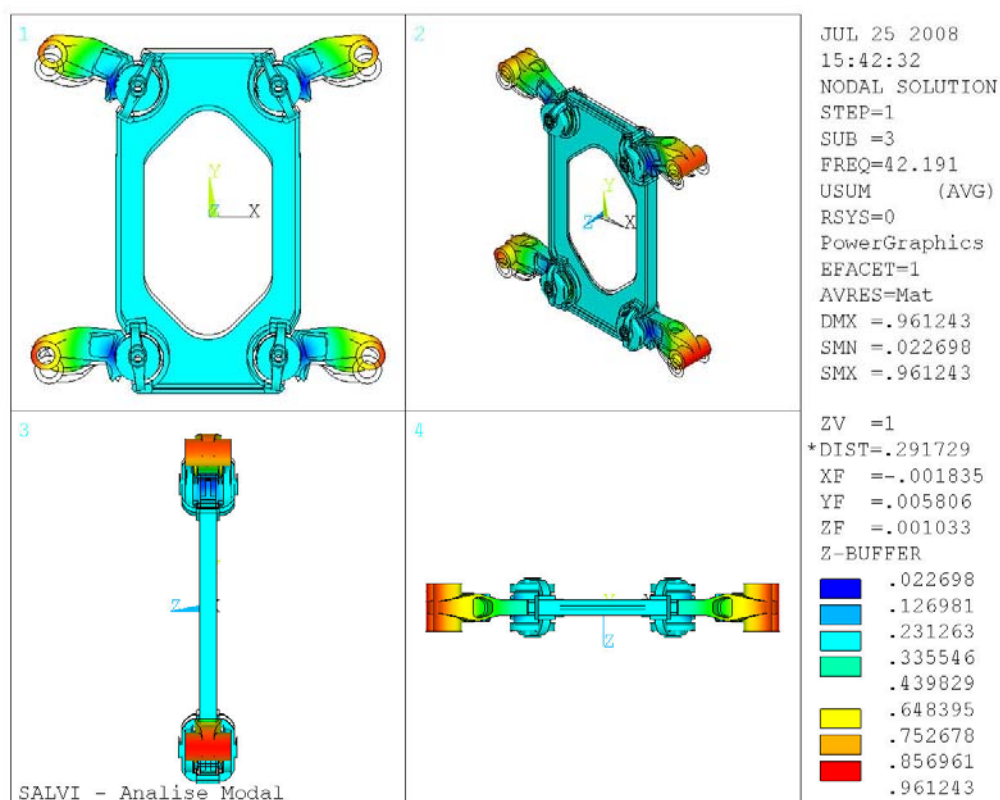 1
2
3
4
Y
Z
X
Y
Z
X
Z
X
Z
SALVI - Analise Modal
JUL 25 2008
15:42:32
NODAL SOLUTION
STEP=1
SUB =3
FREQ=42.191
USUM (AVG)
RSYS=0
PowerGraphics
EFACET=1
AVRES=Mat
DMX =.961243
SMN =.022698
SMX =.961243
ZV =1
*DIST=.291729
XF =-.001835
YF =.005806
ZF =.001033
Z-BUFFER
.022698
.126981
.231263
.335546
.439829
.648395
.752678
.856961
.961243